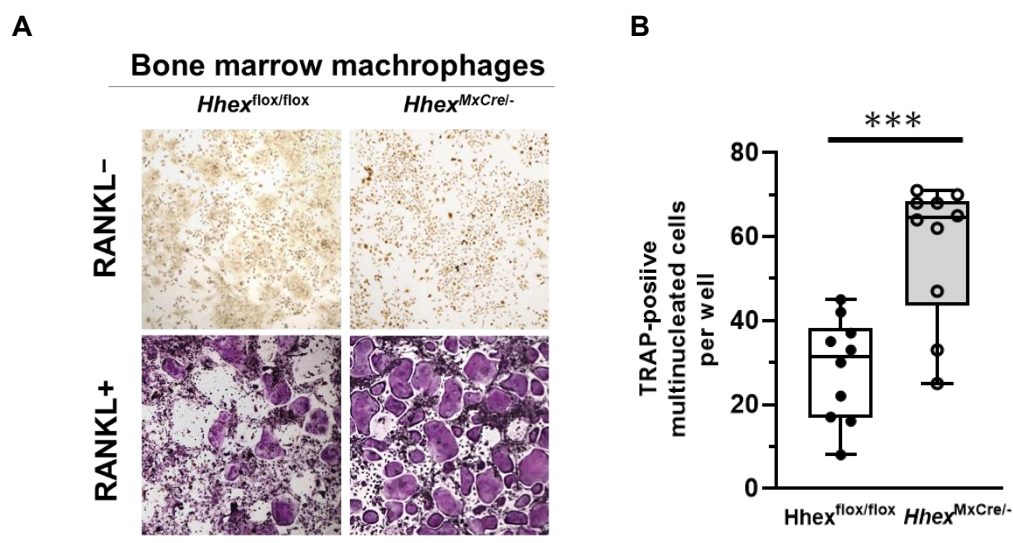 A
Bone marrow machrophages
Hhexflox/flox
HhexMxCre/-
RANKL−
RANKL+
B
***
TRAP-posiive
multinucleated cells
per well
80
60
40
20
0
Hhexflox/flox
HhexMxCre/-